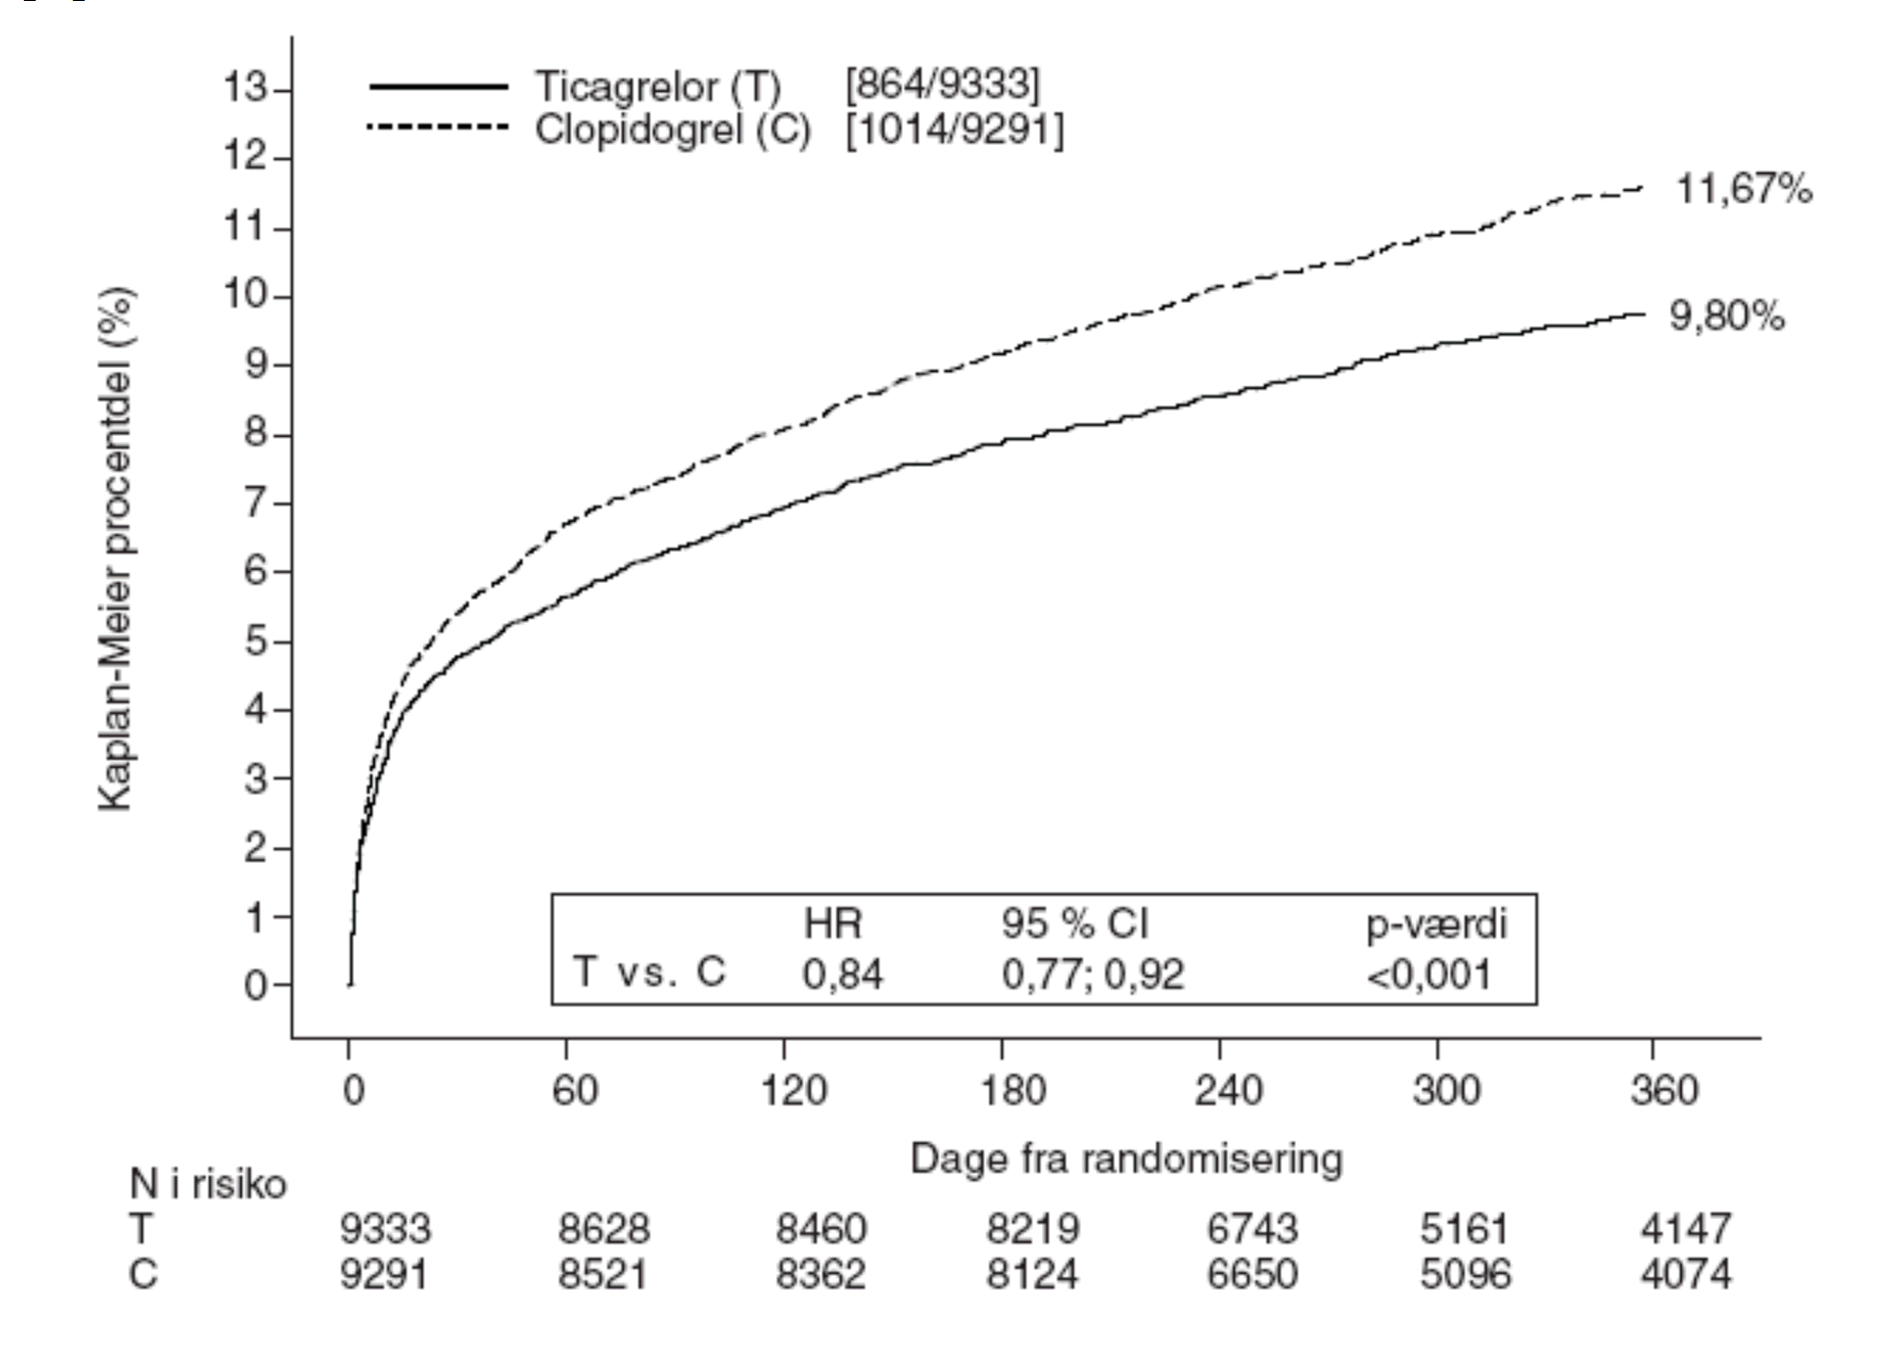 Ticagrelor (T) [864/9333]
Clopidogrel (C) [1014/9291]
Kaplan-Meier procentdel (%)
13
12
11
10
9
8
7
6
5
4
3
2
1
0
11,67%
9,80%
HR 95 % CI p-værdi
T vs. C 0,84 0,77; 0,92 <0,001
0 60 120 180 240 300 360
Dage fra randomisering
N i risiko
T 9333 8628 8460 8219 6743 5161 4147
C 9291 8521 8362 8124 6650 5096 4074